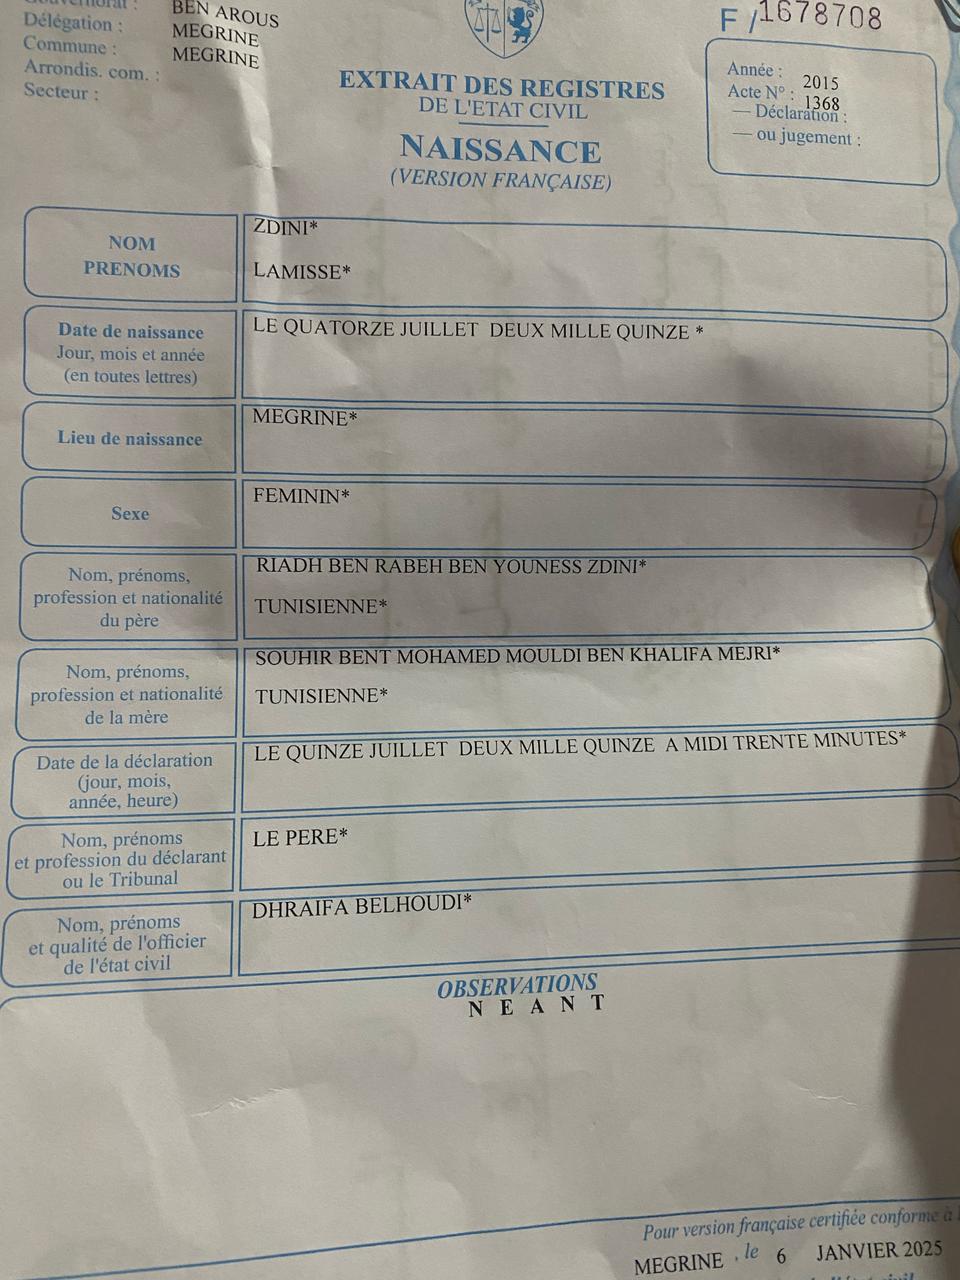 Gouvernorat : BEN AROUS
Délégation : MEGRINE
Commune : MEGRINE
Arrondis. com. :
Secteur :
F/1678708
EXTRAIT DES REGISTRES
DE L'ETAT CIVIL
NAISSANCE
(VERSION FRANÇAISE)
Année : 2015
Acte N° : 1368
— Déclaration :
— ou jugement :
NOM
PRENOMS
ZDINI*
LAMISSE*
Date de naissance
Jour, mois et année
(en toutes lettres)
LE QUATORZE JUILLET DEUX MILLE QUINZE *
Lieu de naissance
MEGRINE*
Sexe
FEMININ*
Nom, prénoms,
profession et nationalité
du père
RIADH BEN RABEH BEN YOUNESS ZDINI*
TUNISIENNE*
Nom, prénoms,
profession et nationalité
de la mère
SOUHIR BENT MOHAMED MOULDI BEN KHALIFA MEJRI*
TUNISIENNE*
Date de la déclaration
(jour, mois,
année, heure)
LE QUINZE JUILLET DEUX MILLE QUINZE A MIDI TRENTE MINUTES*
Nom, prénoms
et profession du déclarant
ou le Tribunal
LE PERE*
Nom, prénoms
et qualité de l'officier
de l'état civil
DHRAIFA BELHOUDI*
OBSERVATIONS
N E A N T
Pour version française certifiée conforme à
MEGRINE , le 6 JANVIER 2025